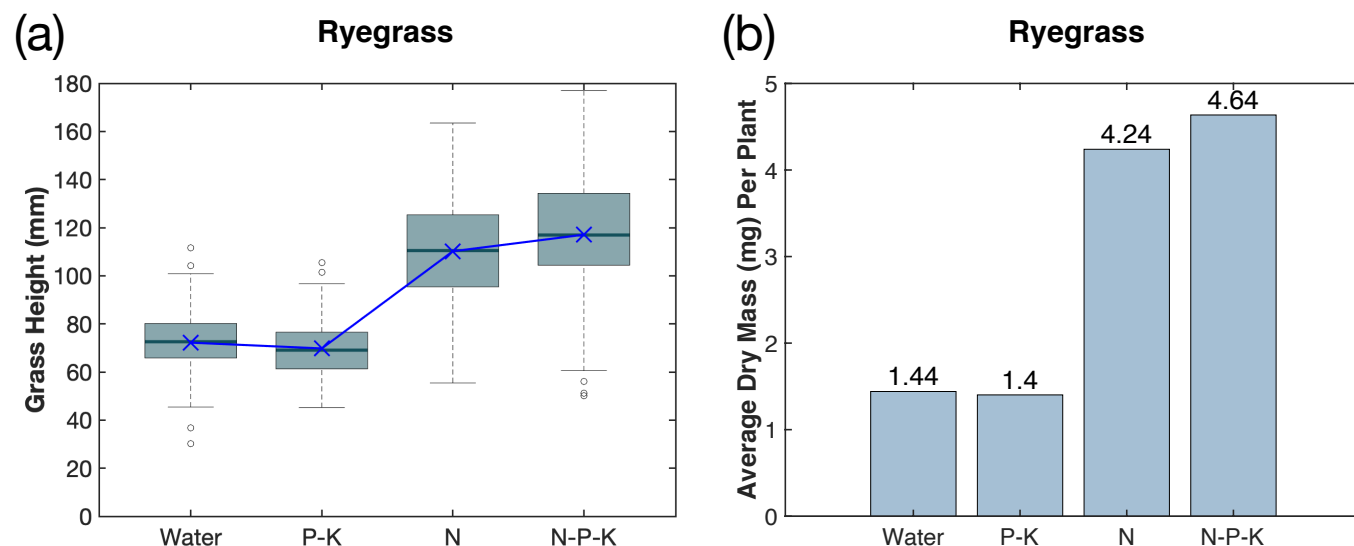 (a)
Ryegrass
Grass Height (mm)
180
160
140
120
100
80
60
40
20
0
Water P-K N N-P-K
(b)
Ryegrass
Average Dry Mass (mg) Per Plant
5
4
3
2
1
0
1.44
1.4
4.24
4.64
Water P-K N N-P-K